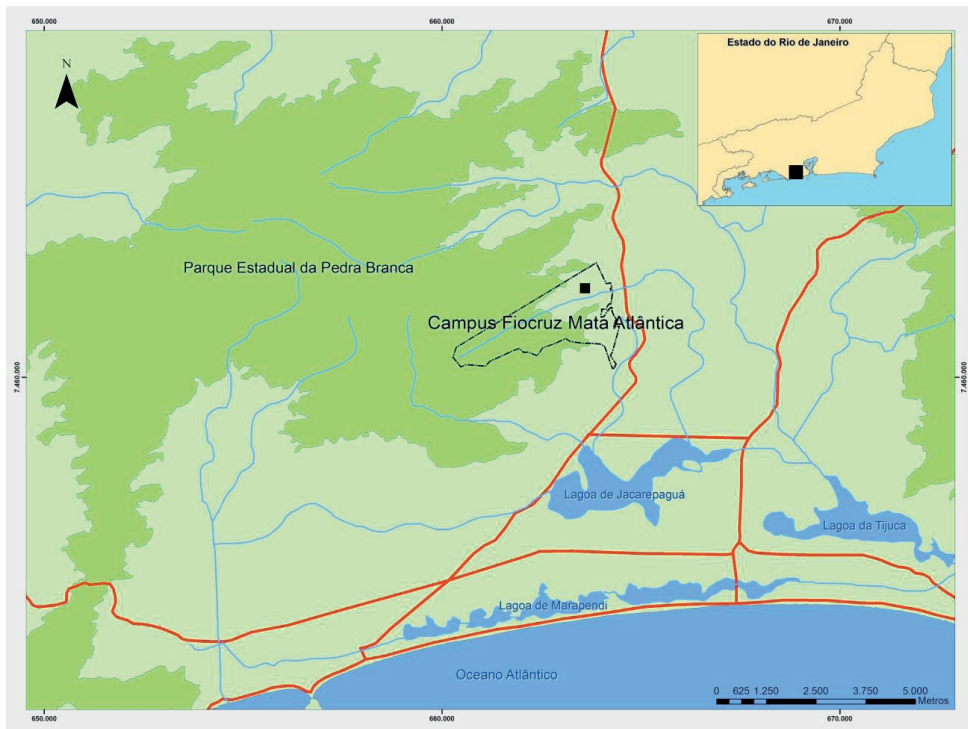 650.000
660.000
670.000
Estado do Rio de Janeiro
N
Parque Estadual da Pedra Branca
Campus Fiocruz Mata Atlântica
7.460.000
7.460.000
Lagoa de Jacarepaguá
Lagoa da Tijuca
Lagoa de Marapendi
Oceano Atlântico
0 625 1.250 2.500 3.750 5.000
Metros
650.000
660.000
670.000